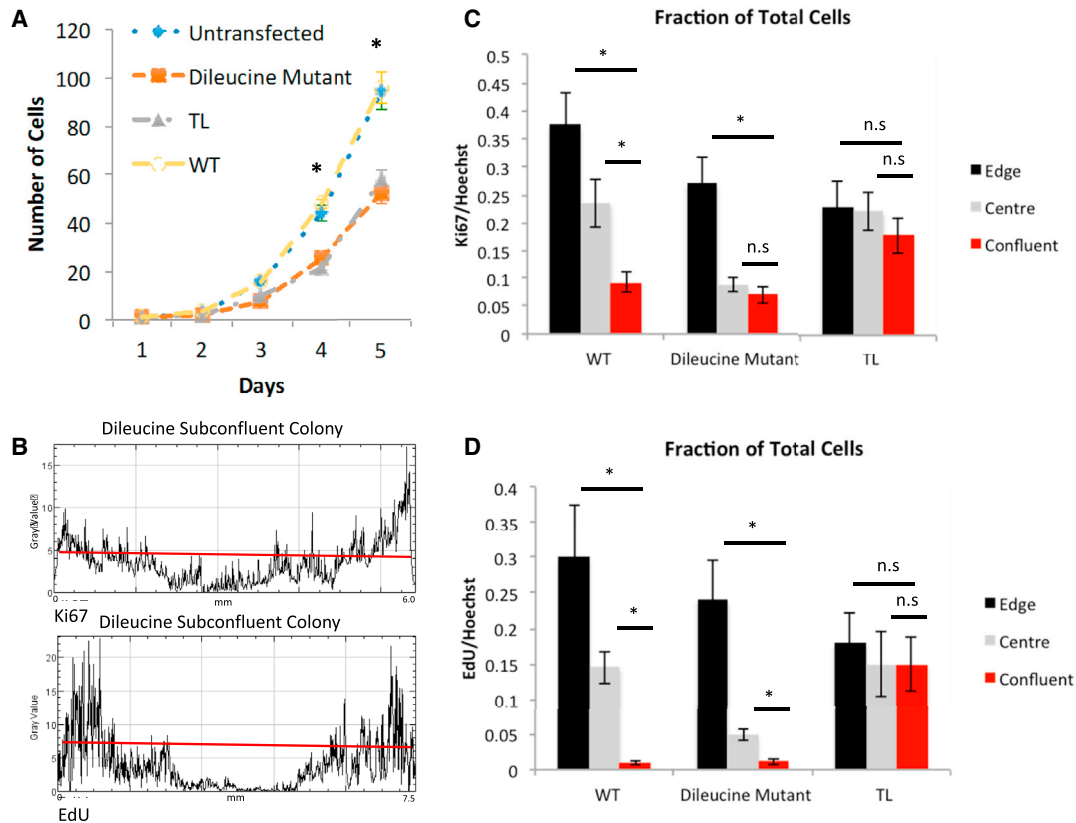 A
120
100
80
60
40
20
0
Number of Cells
Untransfected
Dileucine Mutant
TL
WT
*
*
1 2 3 4 5
Days
B
Dileucine Subconfluent Colony
15
10
5
0
Gray Value
mm
6.0
Ki67
Dileucine Subconfluent Colony
20
15
10
5
0
Gray Value
mm
7.5
EdU
C
Fraction of Total Cells
0.5
0.45
0.4
0.35
0.3
0.25
0.2
0.15
0.1
0.05
0
Ki67/Hoechst
*
*
*
n.s
n.s
n.s
WT Dileucine Mutant TL
Edge
Centre
Confluent
D
Fraction of Total Cells
0.4
0.35
0.3
0.25
0.2
0.15
0.1
0.05
0
EdU/Hoechst
*
*
*
*
n.s
n.s
WT Dileucine Mutant TL
Edge
Centre
Confluent